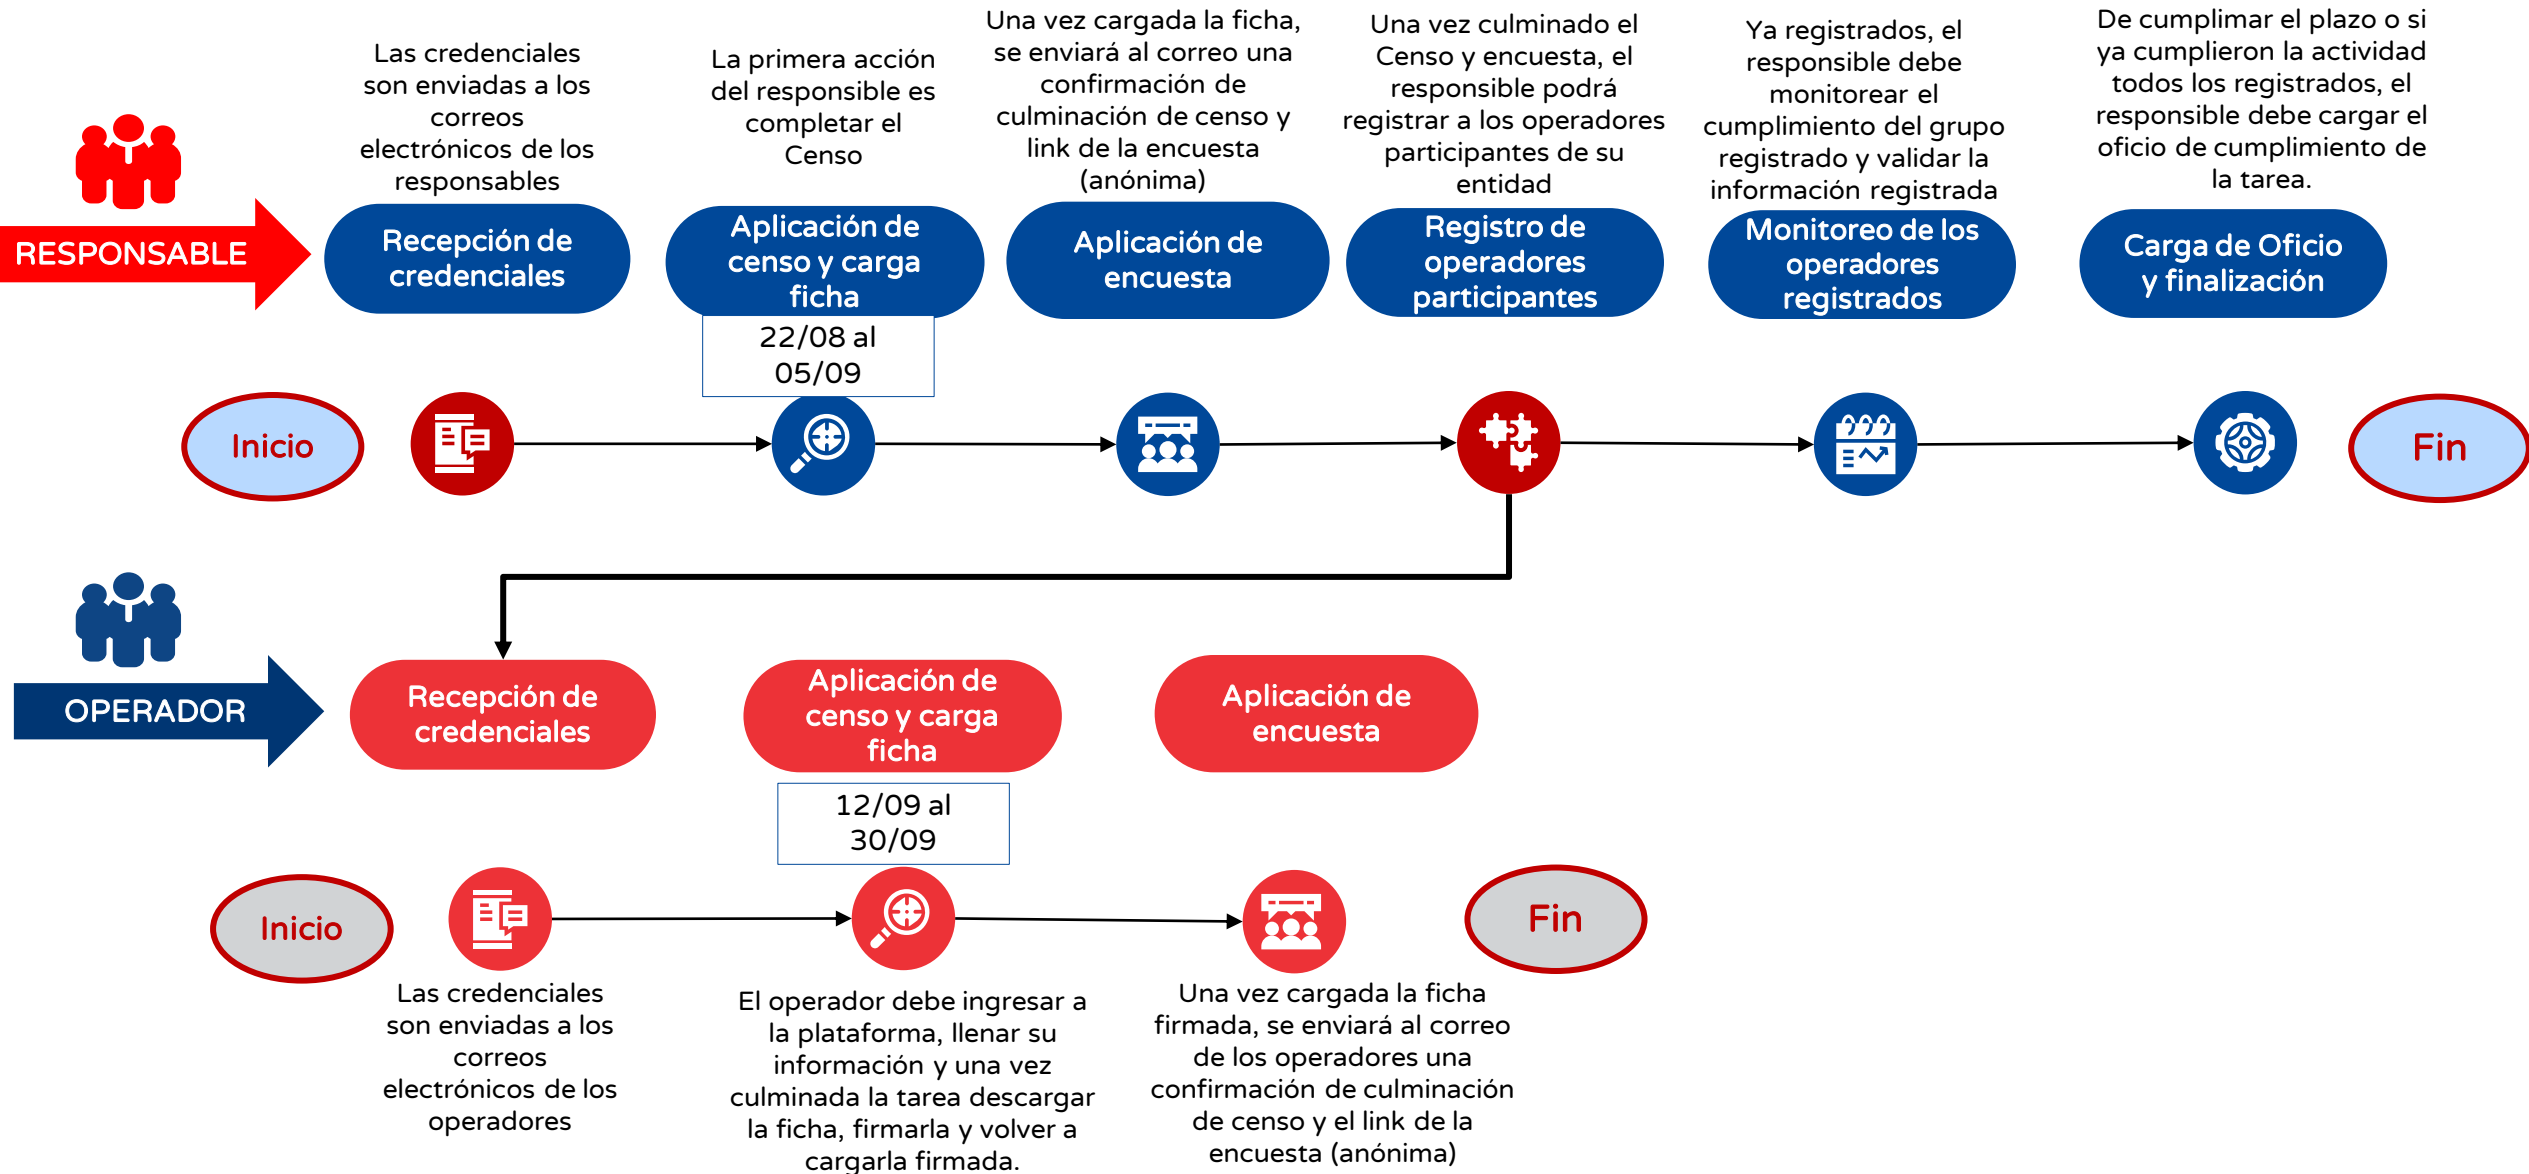 Las credenciales
son enviadas a los
correos
electrónicos de los
responsables
La primera acción
del responsible es
completar el
Censo
Una vez cargada la ficha,
se enviará al correo una
confirmación de
culminación de censo y
link de la encuesta
(anónima)
Una vez culminado el
Censo y encuesta, el
responsible podrá
registrar a los operadores
participantes de su
entidad
Ya registrados, el
responsible debe
monitorear el
cumplimiento del grupo
registrado y validar la
información registrada
De cumplimar el plazo o si
ya cumplieron la actividad
todos los registrados, el
responsible debe cargar el
oficio de cumplimiento de
la tarea.
RESPONSABLE
Recepción de
credenciales
Aplicación de
censo y carga
ficha
22/08 al
05/09
Aplicación de
encuesta
Registro de
operadores
participantes
Monitoreo de los
operadores
registrados
Carga de Oficio
y finalización
Inicio
Fin
OPERADOR
Recepción de
credenciales
Aplicación de
censo y carga
ficha
12/09 al
30/09
Aplicación de
encuesta
Inicio
Fin
Las credenciales
son enviadas a los
correos
electrónicos de los
operadores
El operador debe ingresar a
la plataforma, llenar su
información y una vez
culminada la tarea descargar
la ficha, firmarla y volver a
cargarla firmada.
Una vez cargada la ficha
firmada, se enviará al correo
de los operadores una
confirmación de culminación
de censo y el link de la
encuesta (anónima)